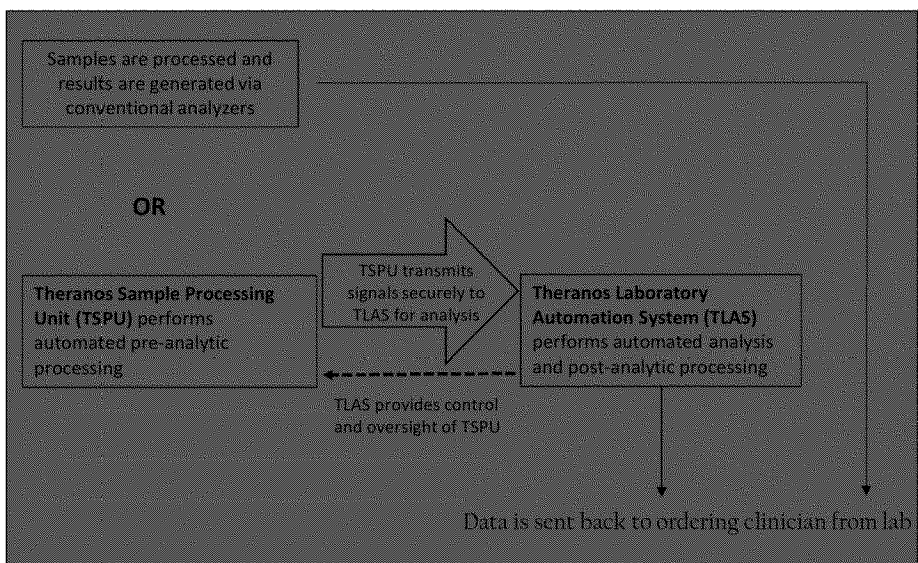 Samples are processed and
results are generated via
conventional analyzers
OR
Theranos Sample Processing
Unit (TSPU) performs
automated pre-analytic
processing
TSPU transmits
signals securely to
TLAS for analysis
Theranos Laboratory
Automation System (TLAS)
performs automated analysis
and post-analytic processing
TLAS provides control
and oversight of TSPU
Data is sent back to ordering clinician from lab